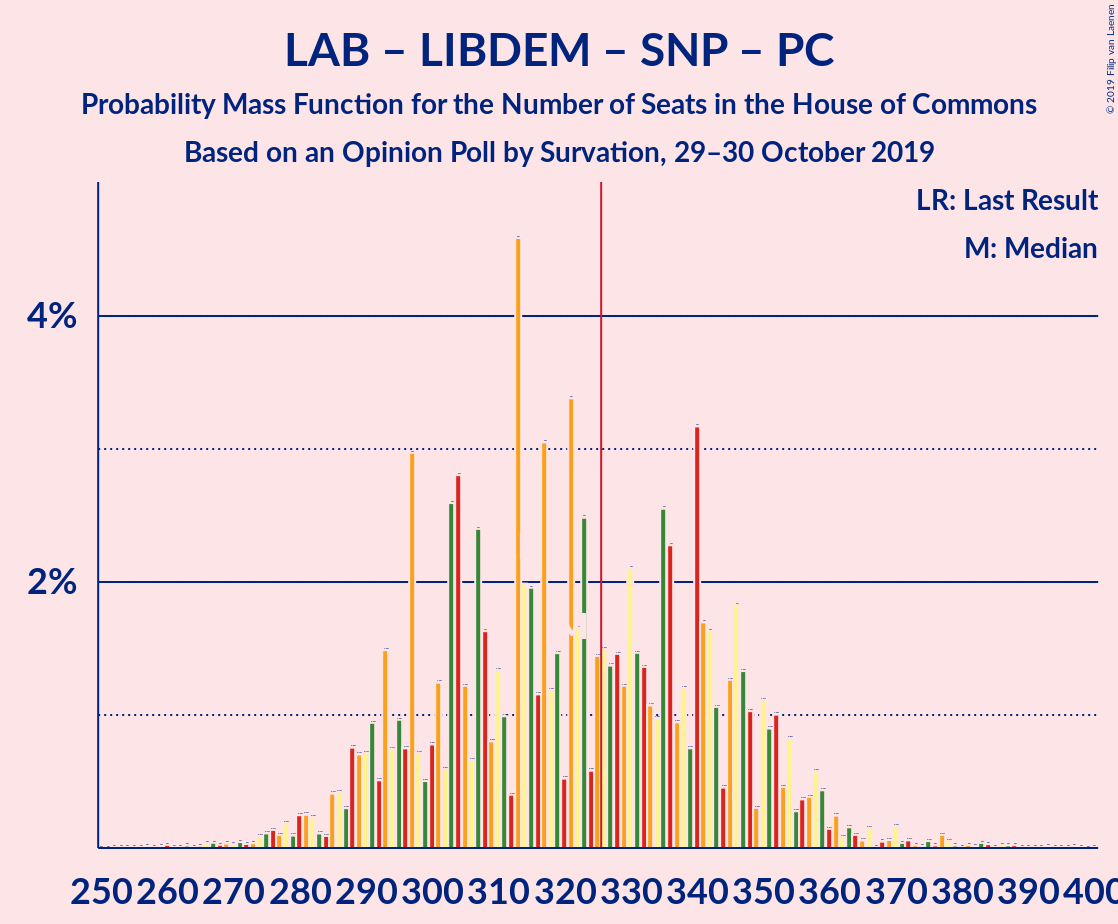 LAB – LIBDEM – SNP – PC
Probability Mass Function for the Number of Seats in the House of Commons
Based on an Opinion Poll by Survation, 29–30 October 2019
© 2019 Filip van Laenen
LR: Last Result
M: Median
4%
2%
250 260 270 280 290 300 310 320 330 340 350 360 370 380 390 400